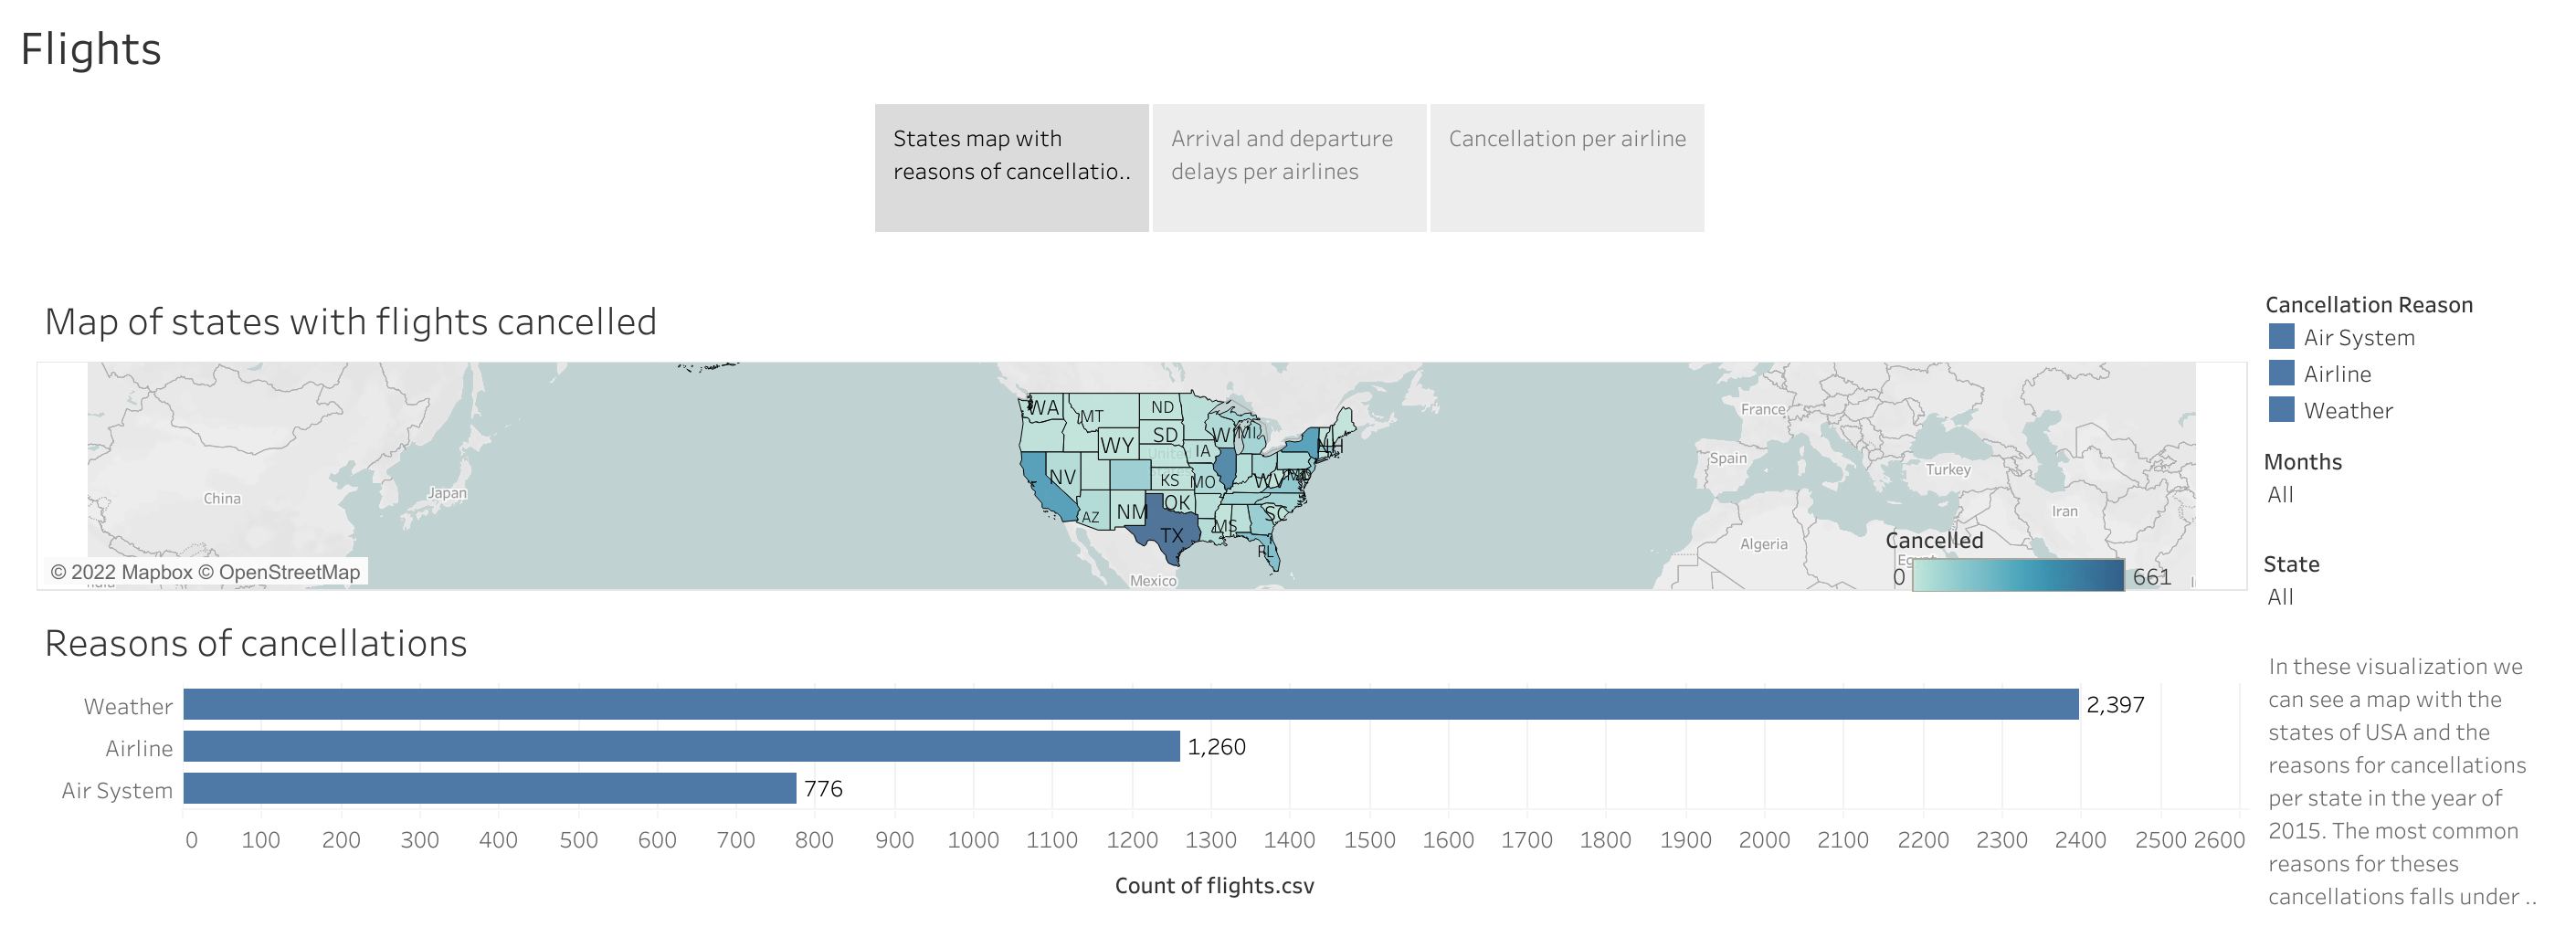 Flights
States map with
reasons of cancellatio..
Arrival and departure
delays per airlines
Cancellation per airline
Map of states with flights cancelled
Cancellation Reason
Air System
Airline
Weather
Months
All
State
All
China
Japan
WA
MT
ND
WY
SD
WI
MI
NH
United
IA
NV
KS
MO
WV
AZ
NM
OK
TX
MS
SC
FL
Mexico
France
Spain
Turkey
Algeria
Iran
Cancelled
0
661
© 2022 Mapbox © OpenStreetMap
Reasons of cancellations
Weather 2,397
Airline 1,260
Air System 776
0 100 200 300 400 500 600 700 800 900 1000 1100 1200 1300 1400 1500 1600 1700 1800 1900 2000 2100 2200 2300 2400 2500 2600
Count of flights.csv
In these visualization we
can see a map with the
states of USA and the
reasons for cancellations
per state in the year of
2015. The most common
reasons for theses
cancellations falls under ..